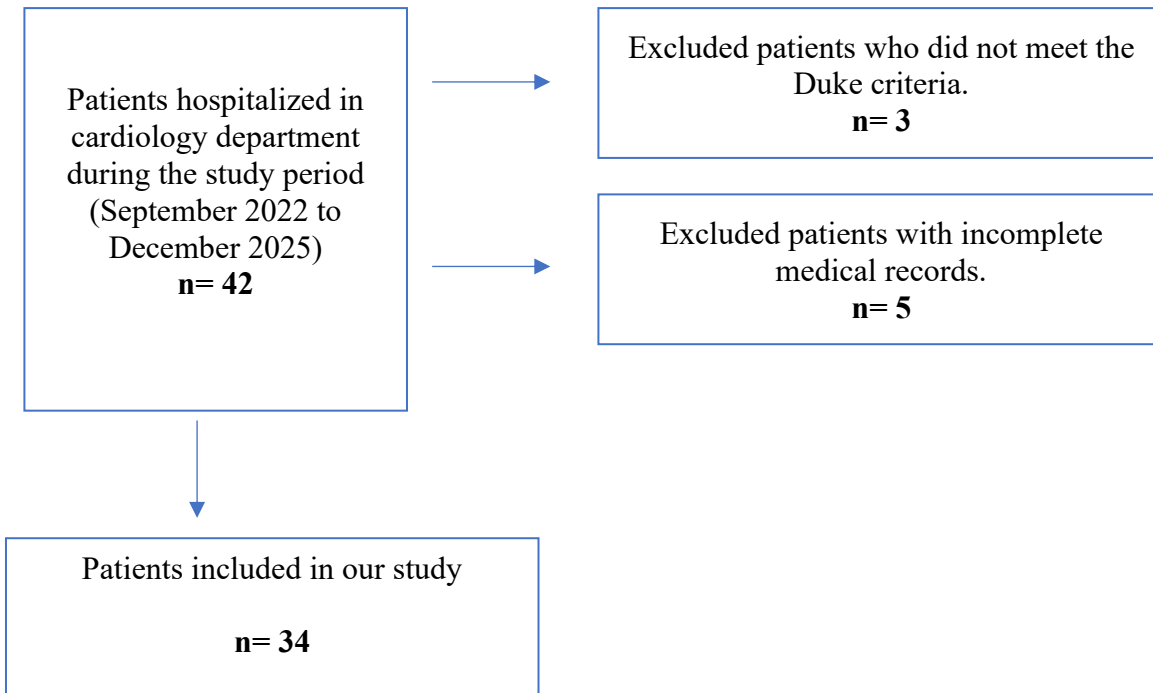 Patients hospitalized in
cardiology department
during the study period
(September 2022 to
December 2025)
n= 42
Excluded patients who did not meet the
Duke criteria.
n= 3
Excluded patients with incomplete
medical records.
n= 5
Patients included in our study
n= 34